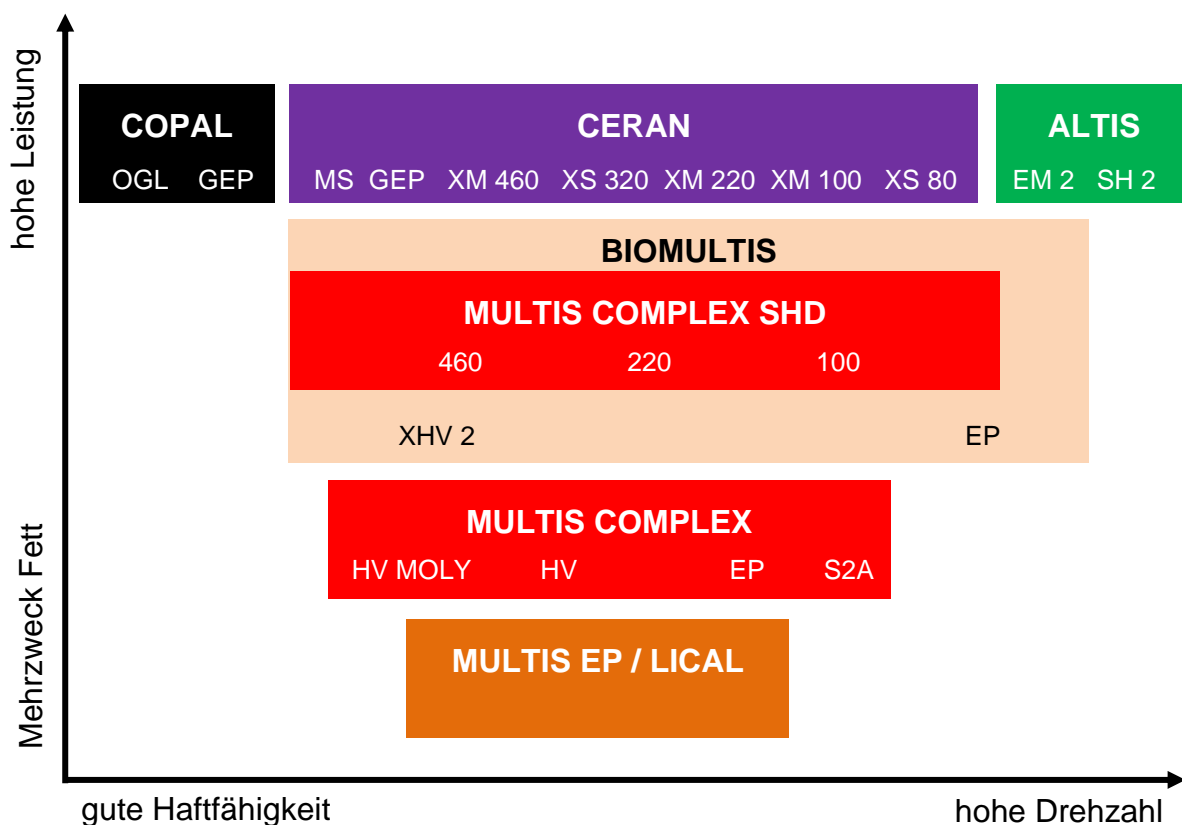 hohe Leistung
COPAL
OGL GEP
CERAN
MS GEP XM 460 XS 320 XM 220 XM 100 XS 80
ALTIS
EM 2 SH 2
BIOMULTIS
MULTIS COMPLEX SHD
460 220 100
XHV 2 EP
MULTIS COMPLEX
HV MOLY HV EP S2A
MULTIS EP / LICAL
Mehrzweck Fett
gute Haftfähigkeit hohe Drehzahl